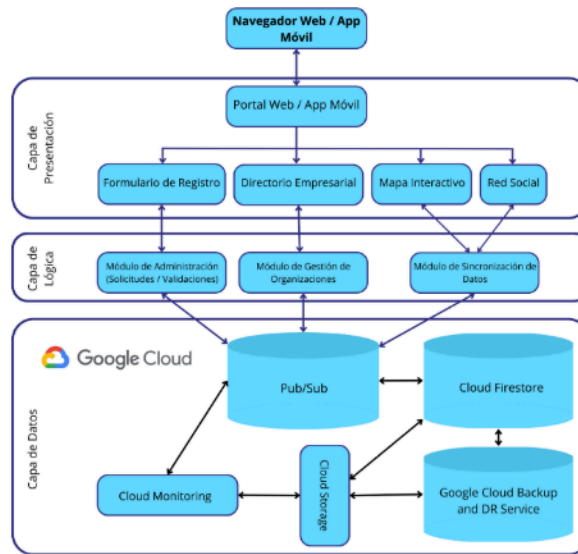 Navegador Web / App
Móvil
Capa de
Presentación
Portal Web / App Móvil
Formulario de Registro
Directorio Empresarial
Mapa Interactivo
Red Social
Capa de
Lógica
Módulo de Administración
(Solicitudes / Validaciones)
Módulo de Gestión de
Organizaciones
Módulo de Sincronización de
Datos
Capa de Datos
Google Cloud
Pub/Sub
Cloud Firestore
Cloud Monitoring
Cloud Storage
Google Cloud Backup
and DR Service